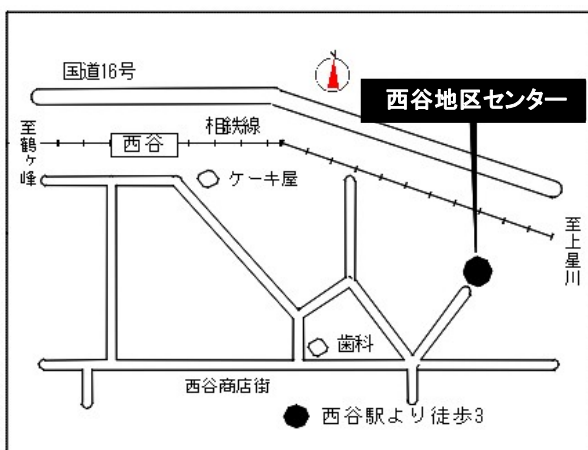 国道16号
N
西谷地区センター
至鶴ヶ峰
西谷
相鉄線
ケーキ屋
至上星川
歯科
西谷商店街
西谷駅より徒歩3